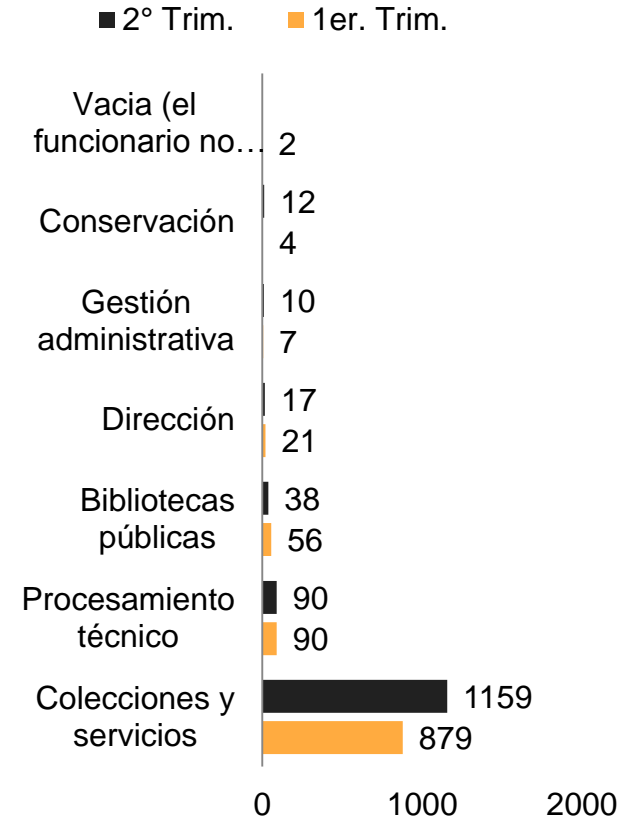 2° Trim. 1er. Trim.
Vacia (el
funcionario no…
2
Conservación
12
4
Gestión
administrativa
10
7
Dirección
17
21
Bibliotecas
públicas
38
56
Procesamiento
técnico
90
90
Colecciones y
servicios
1159
879
0 1000 2000